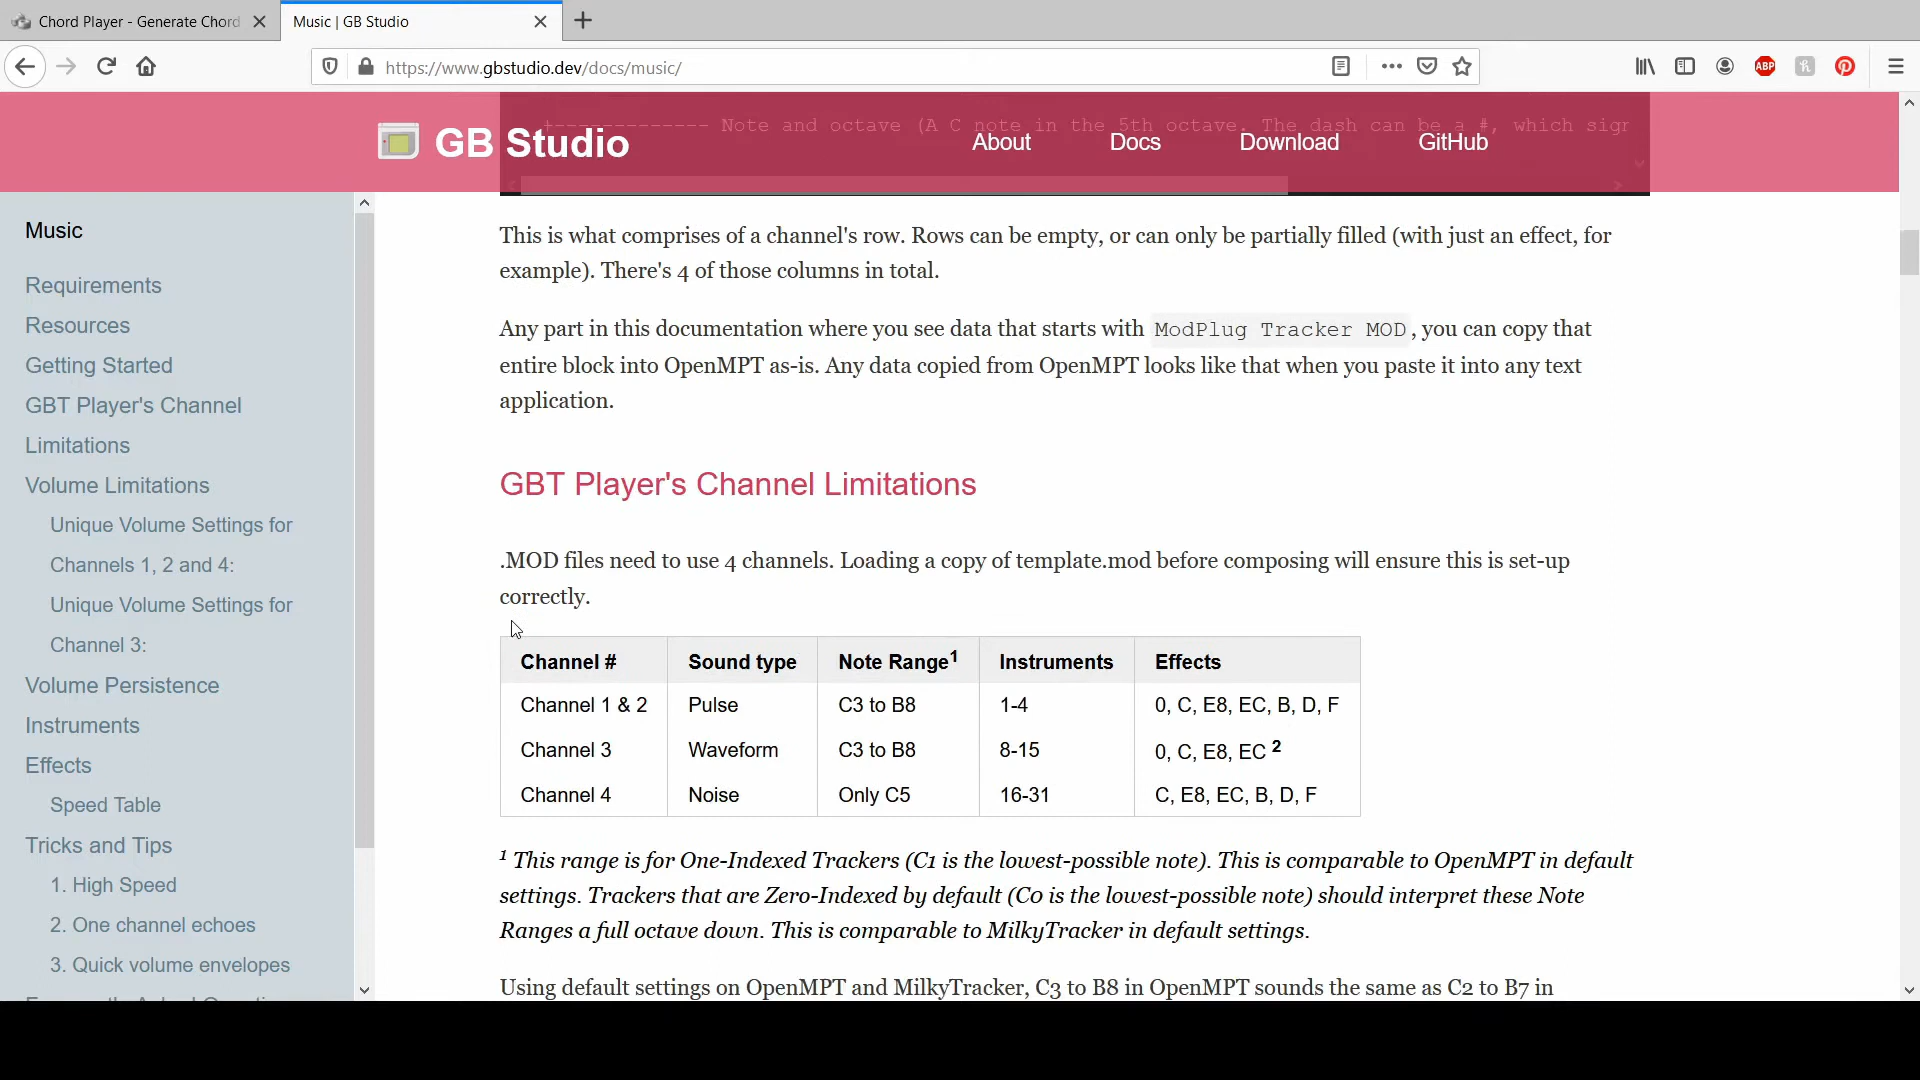 Chord Player - Generate Chord
Music | GB Studio
https://www.gbstudio.dev/docs/music/
ABP
+------------- Note and octave (A C note in the 5th octave. The dash can be a #, which sign
GB Studio
About
Docs
Download
GitHub
Music
Requirements
Resources
Getting Started
GBT Player's Channel
Limitations
Volume Limitations
Unique Volume Settings for
Channels 1, 2 and 4:
Unique Volume Settings for
Channel 3:
Volume Persistence
Instruments
Effects
Speed Table
Tricks and Tips
1. High Speed
2. One channel echoes
3. Quick volume envelopes
This is what comprises of a channel's row. Rows can be empty, or can only be partially filled (with just an effect, for
example). There's 4 of those columns in total.
Any part in this documentation where you see data that starts with ModPlug Tracker MOD, you can copy that
entire block into OpenMPT as-is. Any data copied from OpenMPT looks like that when you paste it into any text
application.
GBT Player's Channel Limitations
.MOD files need to use 4 channels. Loading a copy of template.mod before composing will ensure this is set-up
correctly.
Channel # Sound type Note Range1 Instruments Effects
Channel 1 & 2 Pulse C3 to B8 1-4 0, C, E8, EC, B, D, F
Channel 3 Waveform C3 to B8 8-15 0, C, E8, EC 2
Channel 4 Noise Only C5 16-31 C, E8, EC, B, D, F
1 This range is for One-Indexed Trackers (C1 is the lowest-possible note). This is comparable to OpenMPT in default
settings. Trackers that are Zero-Indexed by default (C0 is the lowest-possible note) should interpret these Note
Ranges a full octave down. This is comparable to MilkyTracker in default settings.
Using default settings on OpenMPT and MilkyTracker, C3 to B8 in OpenMPT sounds the same as C2 to B7 in